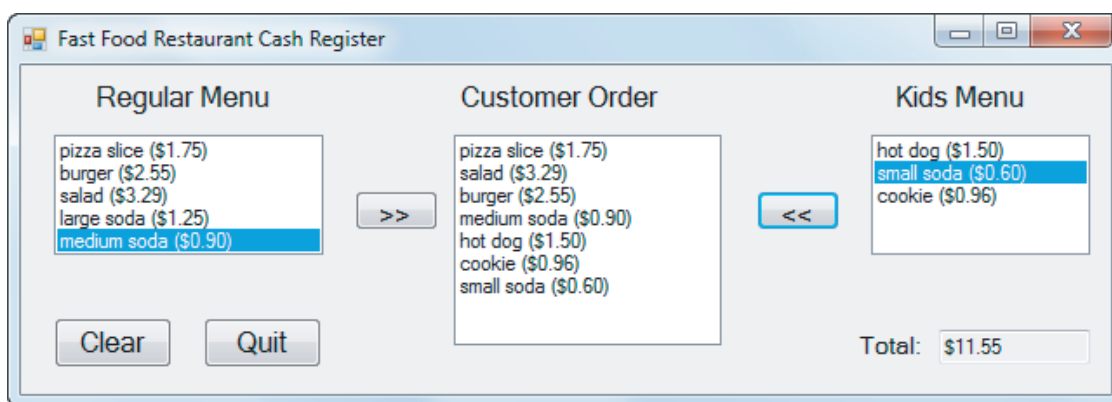 Fast Food Restaurant Cash Register
Regular Menu
pizza slice ($1.75)
burger ($2.55)
salad ($3.29)
large soda ($1.25)
medium soda ($0.90)
>>
Customer Order
pizza slice ($1.75)
salad ($3.29)
burger ($2.55)
medium soda ($0.90)
hot dog ($1.50)
cookie ($0.96)
small soda ($0.60)
<<
Kids Menu
hot dog ($1.50)
small soda ($0.60)
cookie ($0.96)
Clear
Quit
Total: $11.55